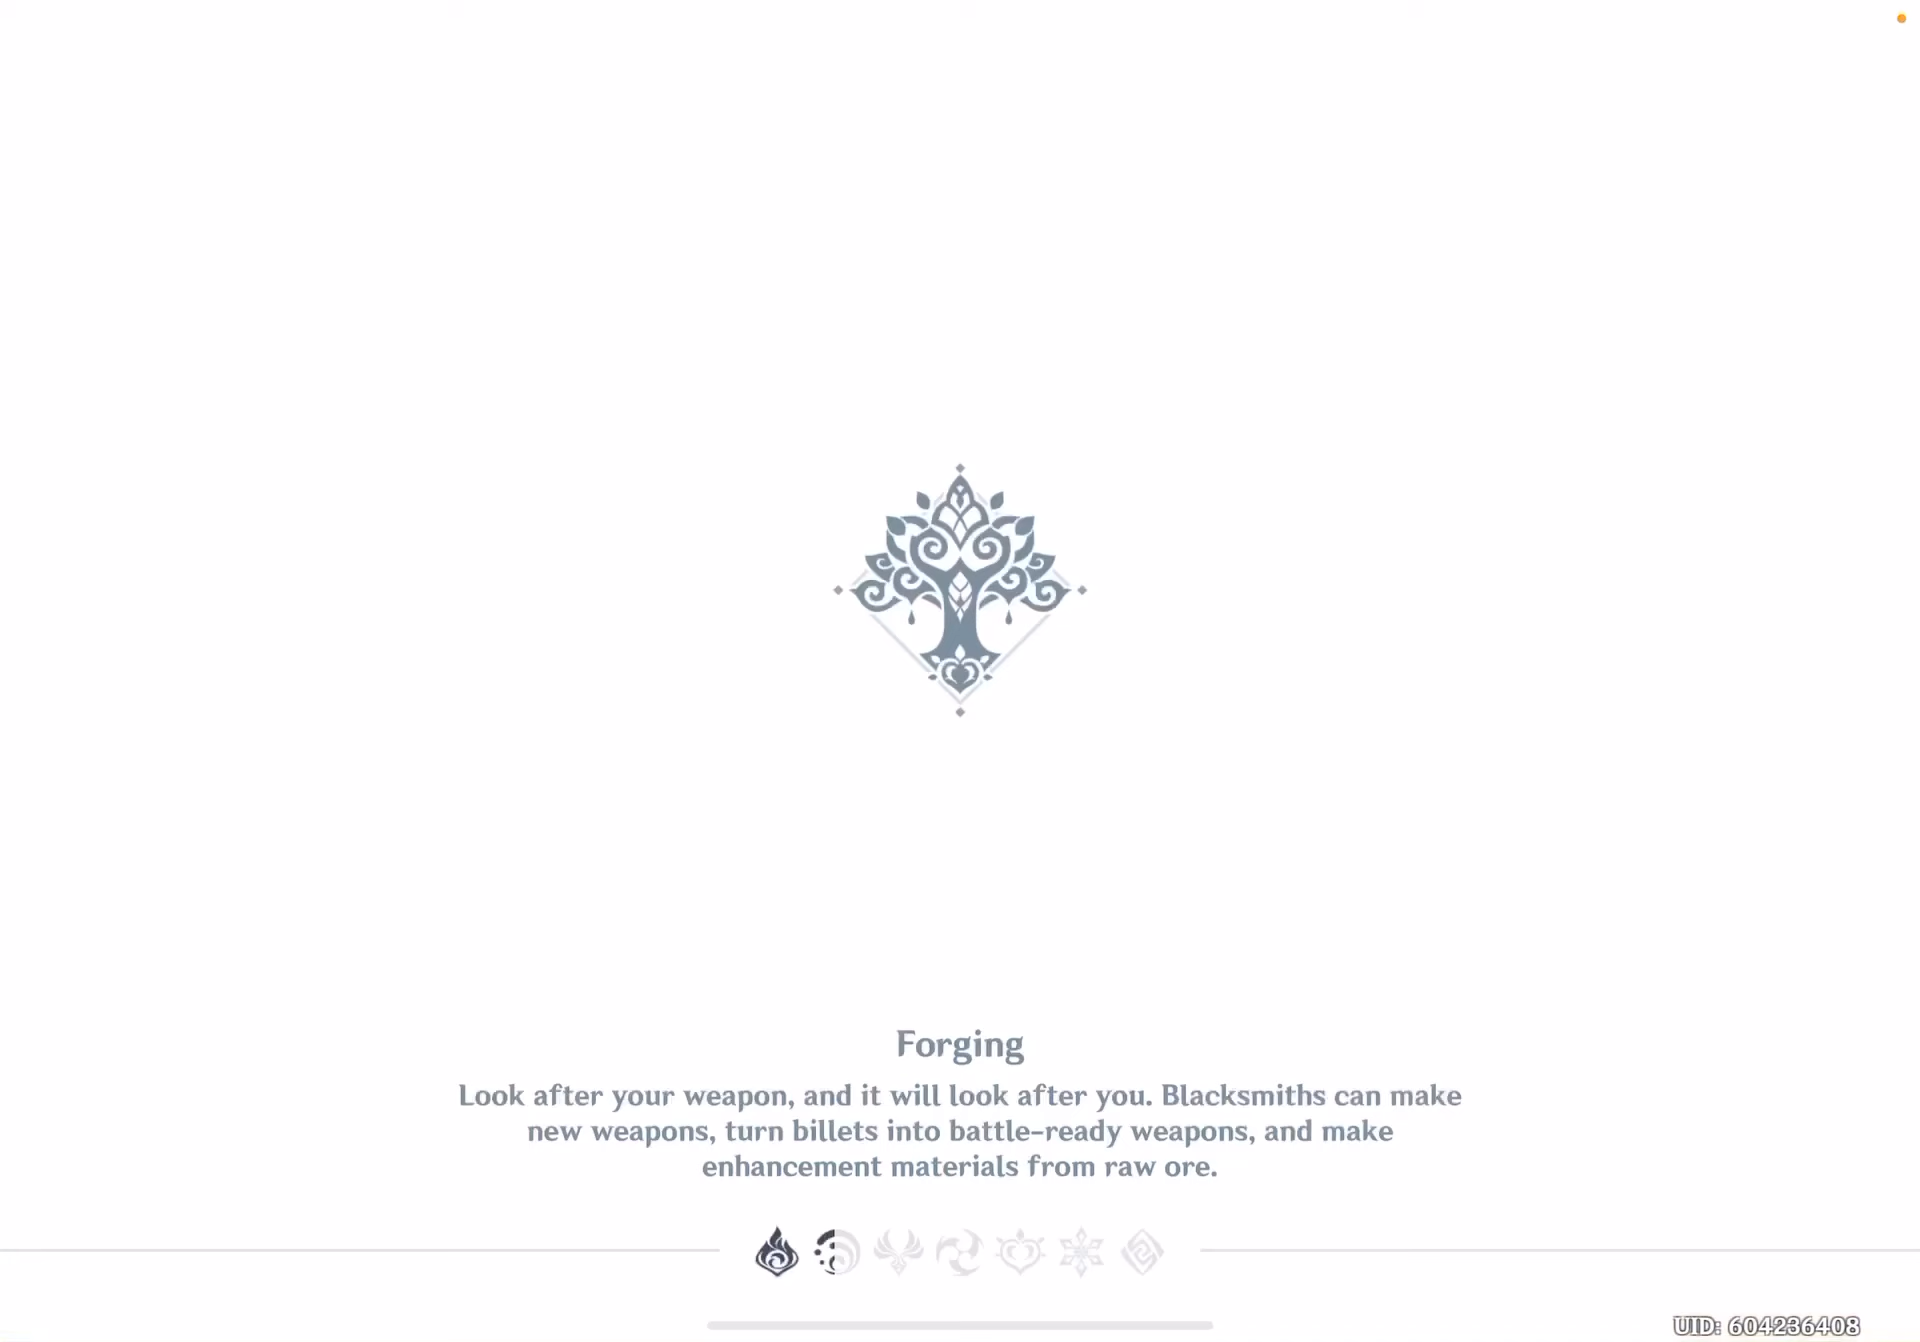 Forging
Look after your weapon, and it will look after you. Blacksmiths can make
new weapons, turn billets into battle-ready weapons, and make
enhancement materials from raw ore.
UID: 604236408